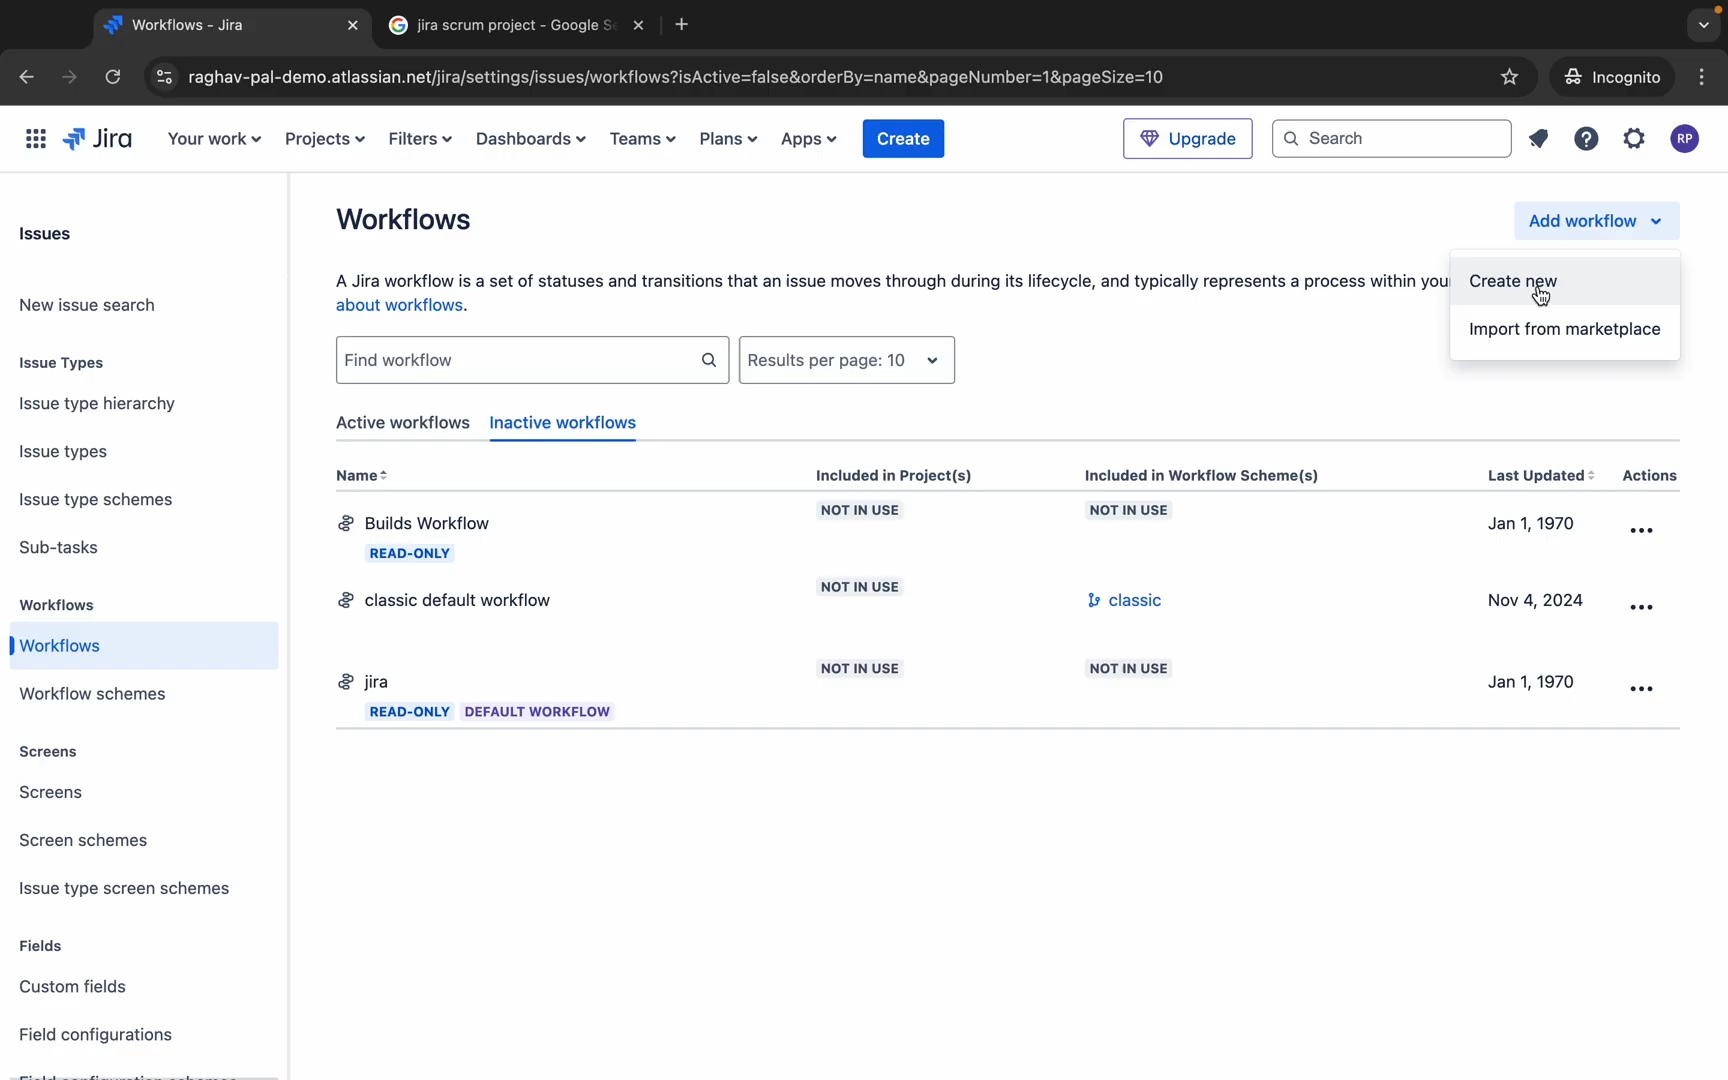 Workflows - Jira
jira scrum project - Google Se
raghav-pal-demo.atlassian.net/jira/settings/issues/workflows?isActive=false&orderBy=name&pageNumber=1&pageSize=10
Incognito
Jira
Your work
Projects
Filters
Dashboards
Teams
Plans
Apps
Create
Upgrade
Search
RP
Issues
New issue search
Issue Types
Issue type hierarchy
Issue types
Issue type schemes
Sub-tasks
Workflows
Workflows
Workflow schemes
Screens
Screens
Screen schemes
Issue type screen schemes
Fields
Custom fields
Field configurations
Field configuration schemes
Workflows
Add workflow
Create new
Import from marketplace
A Jira workflow is a set of statuses and transitions that an issue moves through during its lifecycle, and typically represents a process within you
about workflows.
Find workflow
Results per page: 10
Active workflows
Inactive workflows
Name Included in Project(s) Included in Workflow Scheme(s) Last Updated Actions
Builds Workflow NOT IN USE NOT IN USE Jan 1, 1970
READ-ONLY
classic default workflow NOT IN USE classic Nov 4, 2024
jira NOT IN USE NOT IN USE Jan 1, 1970
READ-ONLY DEFAULT WORKFLOW